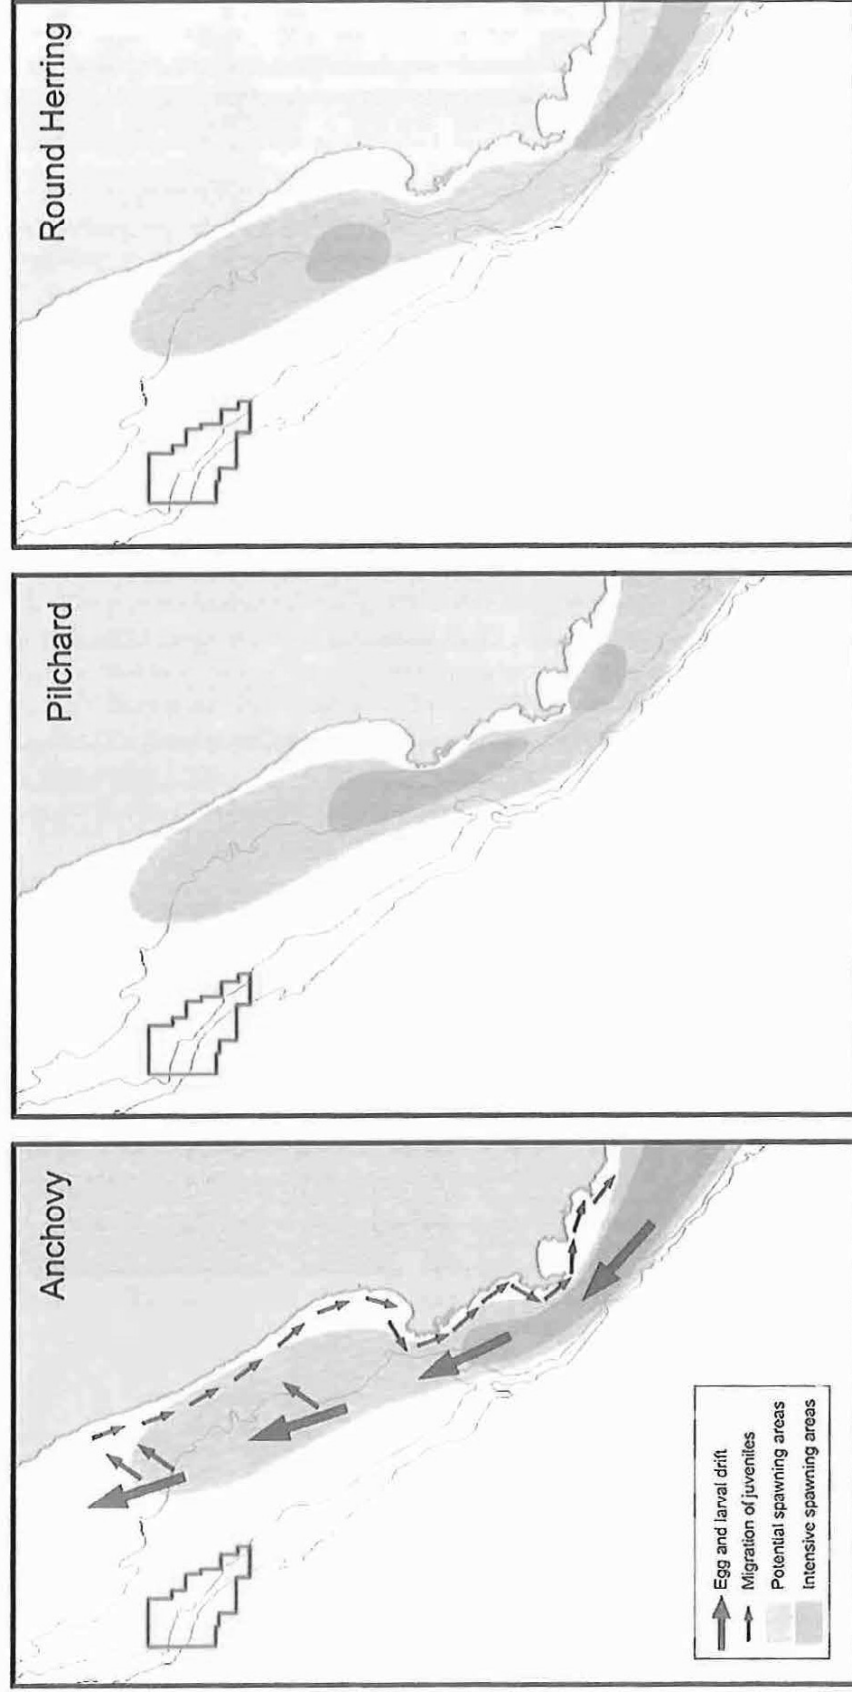 Anchovy
Pilchard
Round Herring
Egg and larval drift
Migration of juveniles
Potential spawning areas
Intensive spawning areas